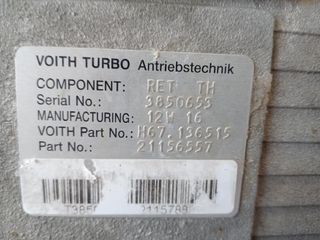 VOITH TURBO Antriebstechnik
COMPONENT: RET TH
Serial No.: 3850653
MANUFACTURING: 12W 16
VOITH Part No.: H67.136515
Part No.: 21156557